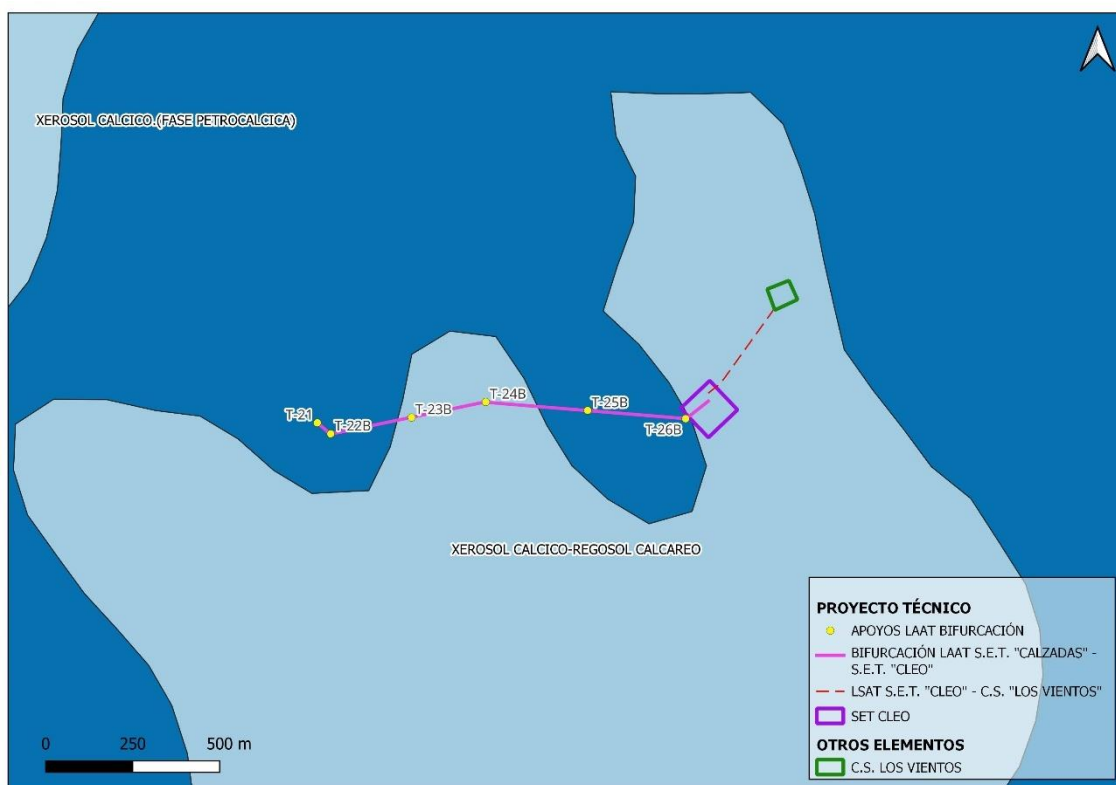 XEROSOL CALCICO.(FASE PETROCALCICA)
T-21
T-22B
T-23B
T-24B
T-25B
T-26B
XEROSOL CALCICO-REGOSOL CALCAREO
PROYECTO TÉCNICO
APOYOS LAAT BIFURCACIÓN
BIFURCACIÓN LAAT S.E.T. "CALZADAS" -
S.E.T. "CLEO"
LSAT S.E.T. "CLEO" - C.S. "LOS VIENTOS"
SET CLEO
OTROS ELEMENTOS
C.S. LOS VIENTOS
0 250 500 m